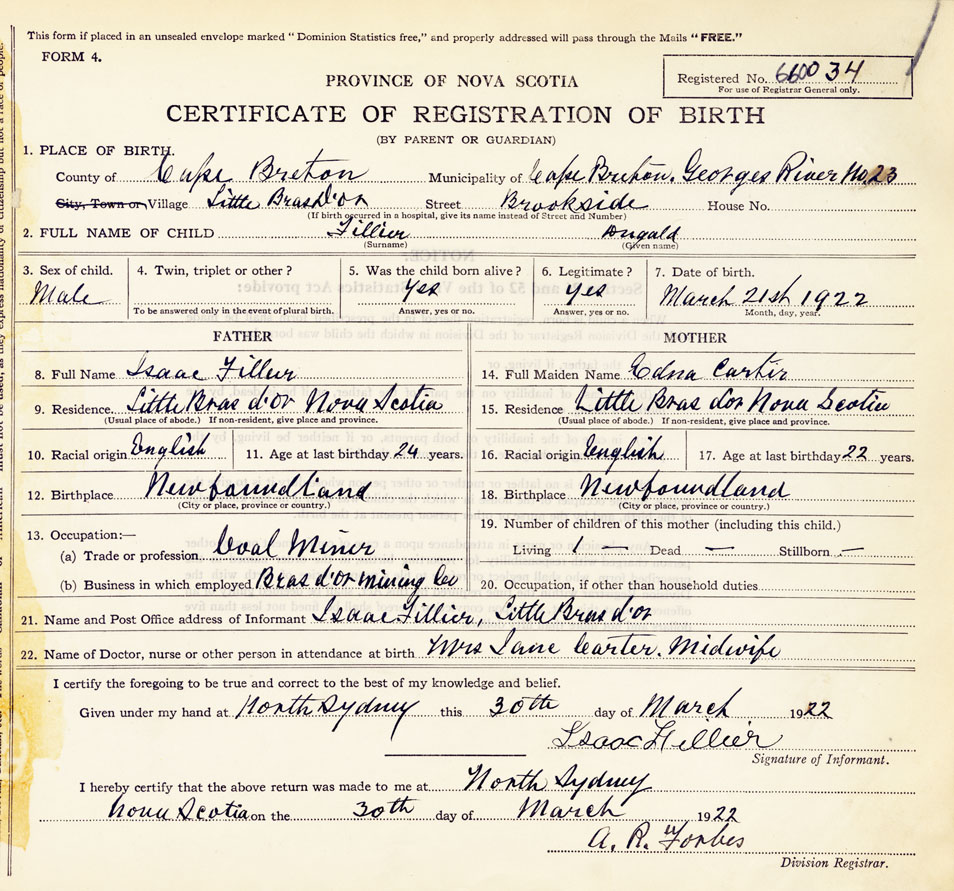 This form if placed in an unsealed envelope marked "Dominion Statistics free," and properly addressed will pass through the Mails "FREE."
FORM 4.
Registered No. 660034
For use of Registrar General only.
PROVINCE OF NOVA SCOTIA
CERTIFICATE OF REGISTRATION OF BIRTH
(BY PARENT OR GUARDIAN)
1. PLACE OF BIRTH.
County of Cape Breton Municipality of Cape Breton. Georges River No. 23
City, Town or Village Little Bras D'or Street Brookside House No.
(If birth occurred in a hospital, give its name instead of Street and Number)
2. FULL NAME OF CHILD Fillier Dugald
(Surname) (Given name)
3. Sex of child. 4. Twin, triplet or other? 5. Was the child born alive? 6. Legitimate? 7. Date of birth.
Male Yes Yes March 21st 1922
To be answered only in the event of plural birth. Answer, yes or no. Answer, yes or no. Month, day, year.
FATHER MOTHER
8. Full Name Isaac Fillier 14. Full Maiden Name Edna Carter
9. Residence Little Bras d'or Nova Scotia 15. Residence Little Bras dor Nova Scotia
(Usual place of abode.) If non-resident, give place and province. (Usual place of abode.) If non-resident, give place and province.
10. Racial origin English 11. Age at last birthday 24 years. 16. Racial origin English 17. Age at last birthday 22 years.
12. Birthplace Newfoundland 18. Birthplace Newfoundland
(City or place, province or country.) (City or place, province or country.)
13. Occupation:— 19. Number of children of this mother (including this child.)
(a) Trade or profession Coal Miner Living 1 — Dead — Stillborn —
(b) Business in which employed Bras d'or mining Co 20. Occupation, if other than household duties
21. Name and Post Office address of Informant Isaac Fillier, Little Bras d'or
22. Name of Doctor, nurse or other person in attendance at birth Mrs Jane Carter. Midwife
I certify the foregoing to be true and correct to the best of my knowledge and belief.
Given under my hand at North Sydney this 30th day of March 1922
Isaac Fillier
Signature of Informant.
I hereby certify that the above return was made to me at North Sydney
Nova Scotia on the 30th day of March 1922
A. R. Forbes
Division Registrar.